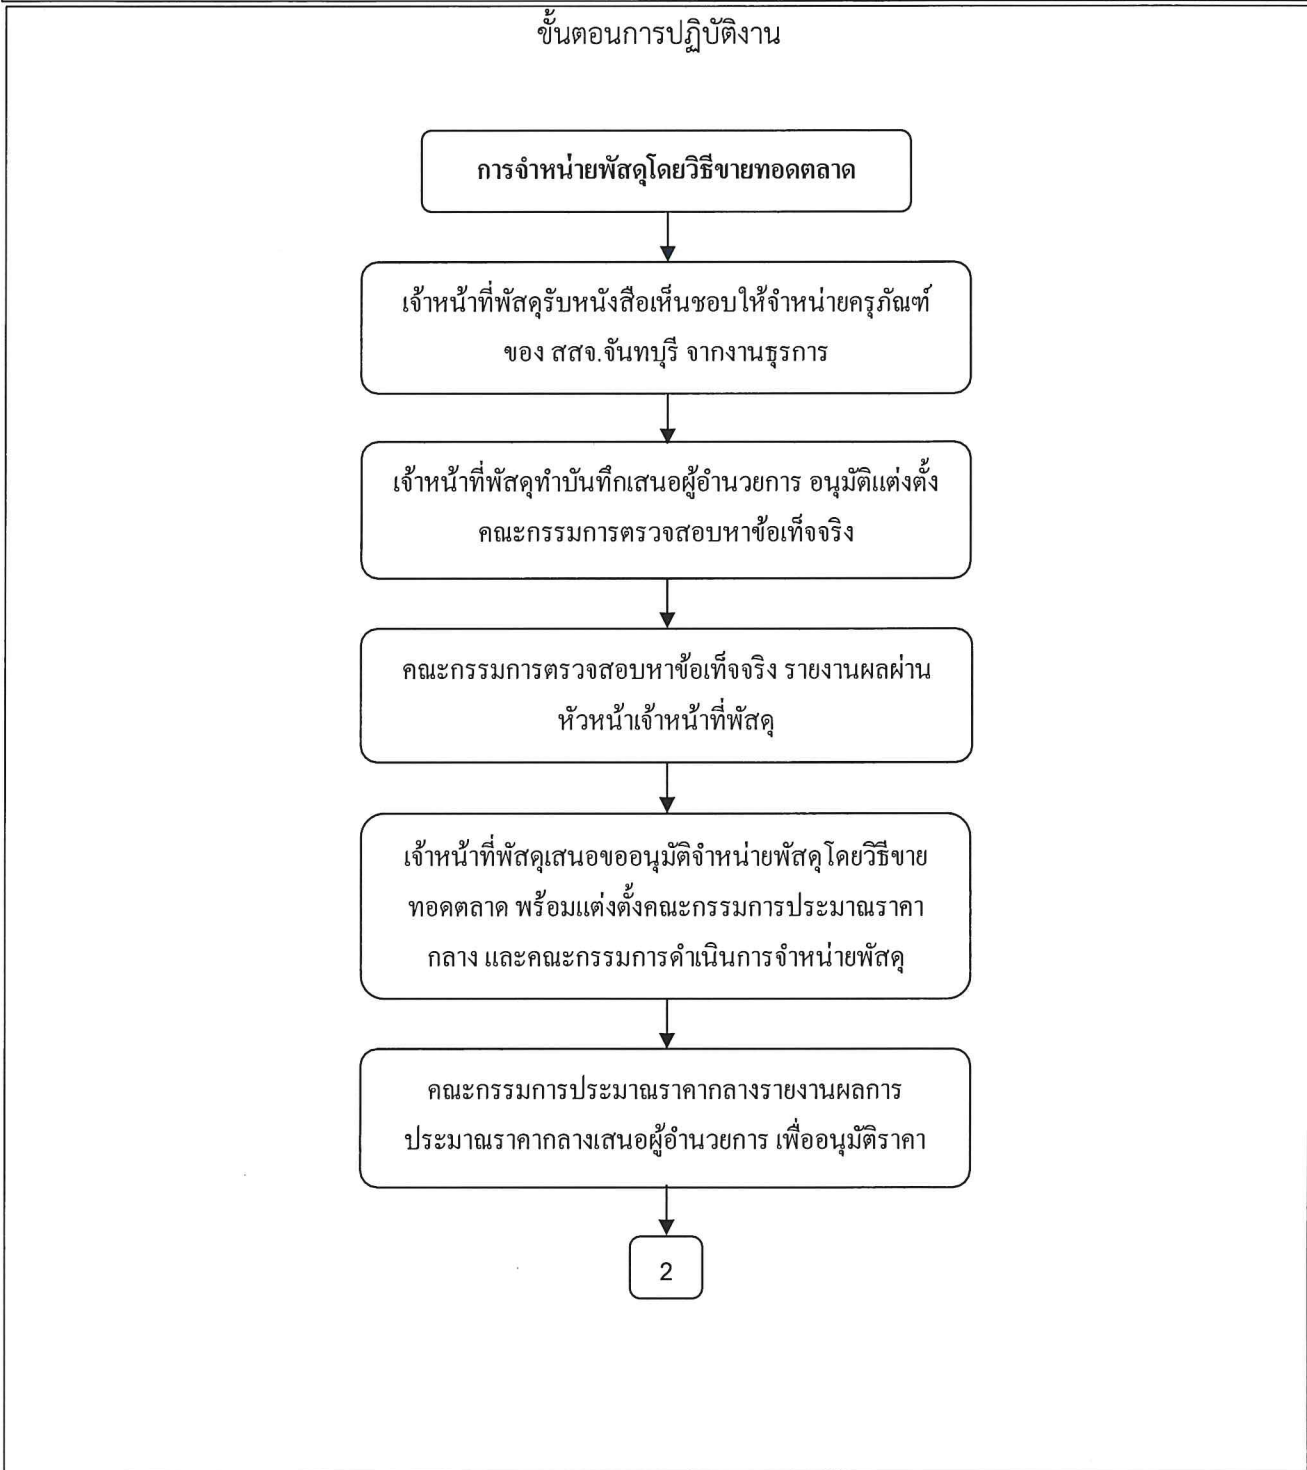 ขั้นตอนการปฏิบัติงาน
การจำหน่ายพัสดุโดยวิธีขายทอดตลาด
เจ้าหน้าที่พัสดุรับหนังสือเห็นชอบให้จำหน่ายครุภัณฑ์
ของ สสจ.จันทบุรี จากงานธุรการ
เจ้าหน้าที่พัสดุทำบันทึกเสนอผู้อำนวยการ อนุมัติแต่งตั้ง
คณะกรรมการตรวจสอบหาข้อเท็จจริง
คณะกรรมการตรวจสอบหาข้อเท็จจริง รายงานผลผ่าน
หัวหน้าเจ้าหน้าที่พัสดุ
เจ้าหน้าที่พัสดุเสนอขออนุมัติจำหน่ายพัสดุโดยวิธีขาย
ทอดตลาด พร้อมแต่งตั้งคณะกรรมการประมาณราคา
กลาง และคณะกรรมการดำเนินการจำหน่ายพัสดุ
คณะกรรมการประมาณราคากลางรายงานผลการ
ประมาณราคากลางเสนอผู้อำนวยการ เพื่ออนุมัติราคา
2